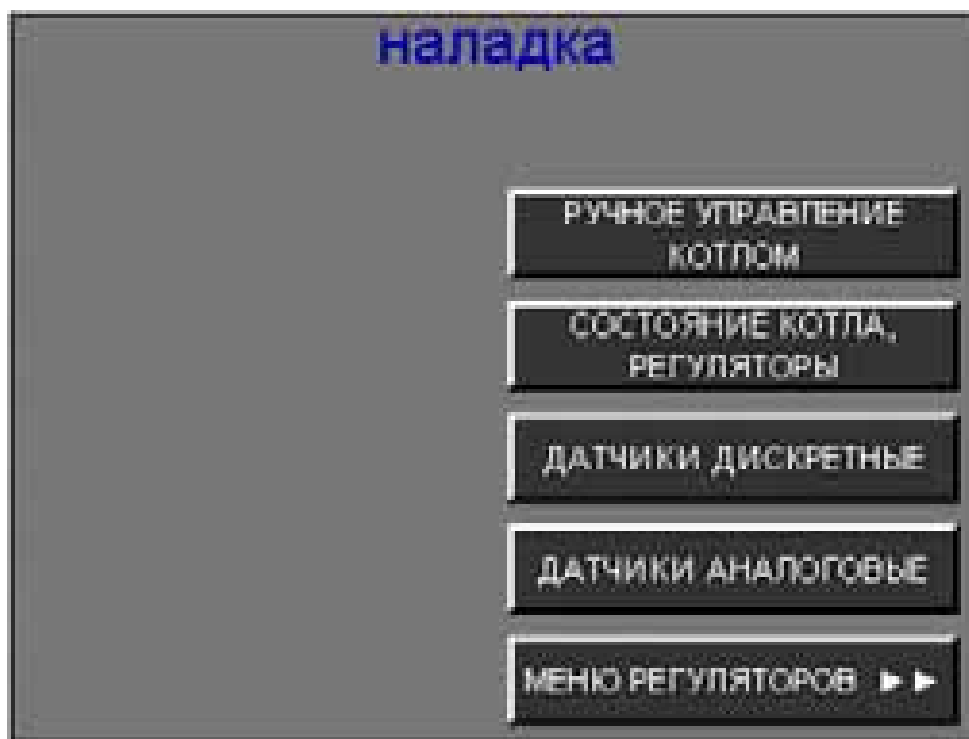 наладка
РУЧНОЕ УПРАВЛЕНИЕ
КОТЛОМ
СОСТОЯНИЕ КОТЛА,
РЕГУЛЯТОРЫ
ДАТЧИКИ ДИСКРЕТНЫЕ
ДАТЧИКИ АНАЛОГОВЫЕ
МЕНЮ РЕГУЛЯТОРОВ ►►